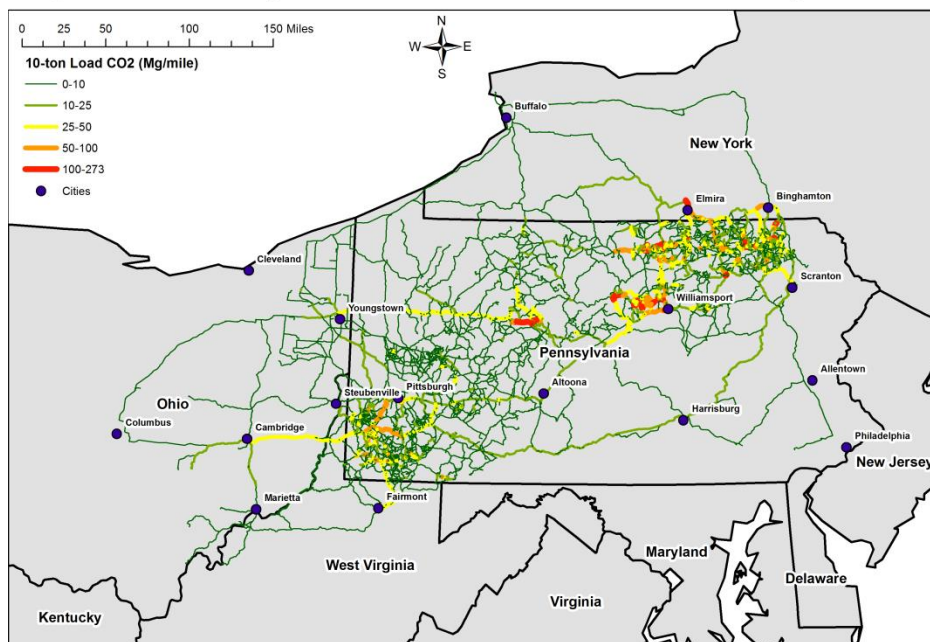 0 25 50 100 150 Miles
N
W E
S
10-ton Load CO2 (Mg/mile)
0-10
10-25
25-50
50-100
100-273
Cities
Buffalo
New York
Elmira
Binghamton
Cleveland
Scranton
Youngstown
Williamsport
Pennsylvania
Allentown
Altoona
Ohio
Steubenville
Pittsburgh
Harrisburg
Columbus
Cambridge
Philadelphia
New Jersey
Marietta
Fairmont
West Virginia
Maryland
Delaware
Virginia
Kentucky